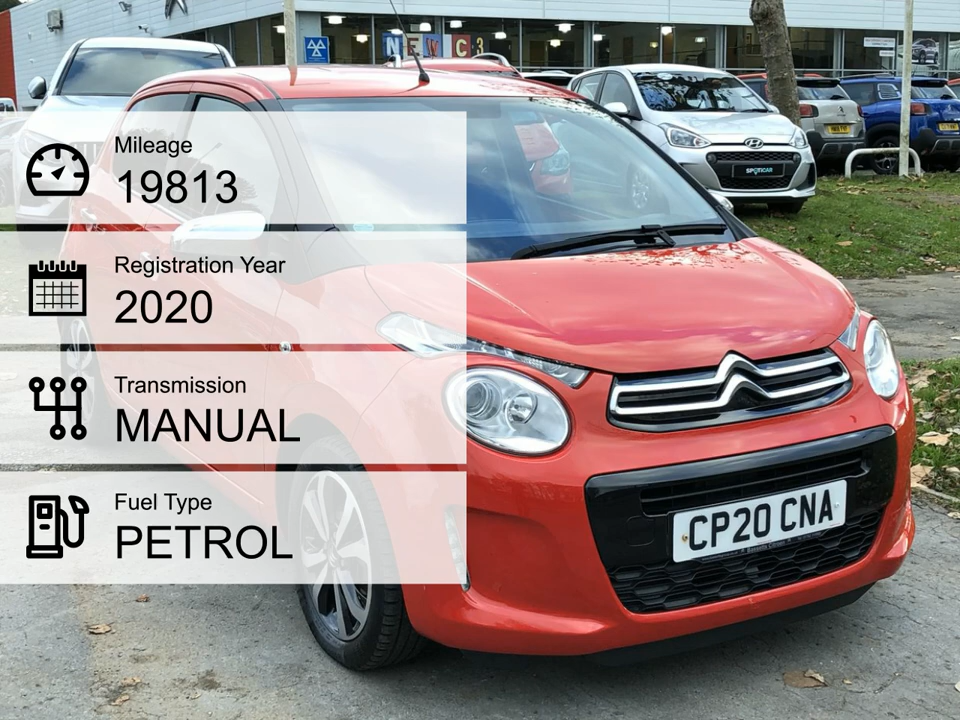 NEW C3
SPOTICAR
Mileage
19813
Registration Year
2020
Transmission
MANUAL
Fuel Type
PETROL
CP20 CNA